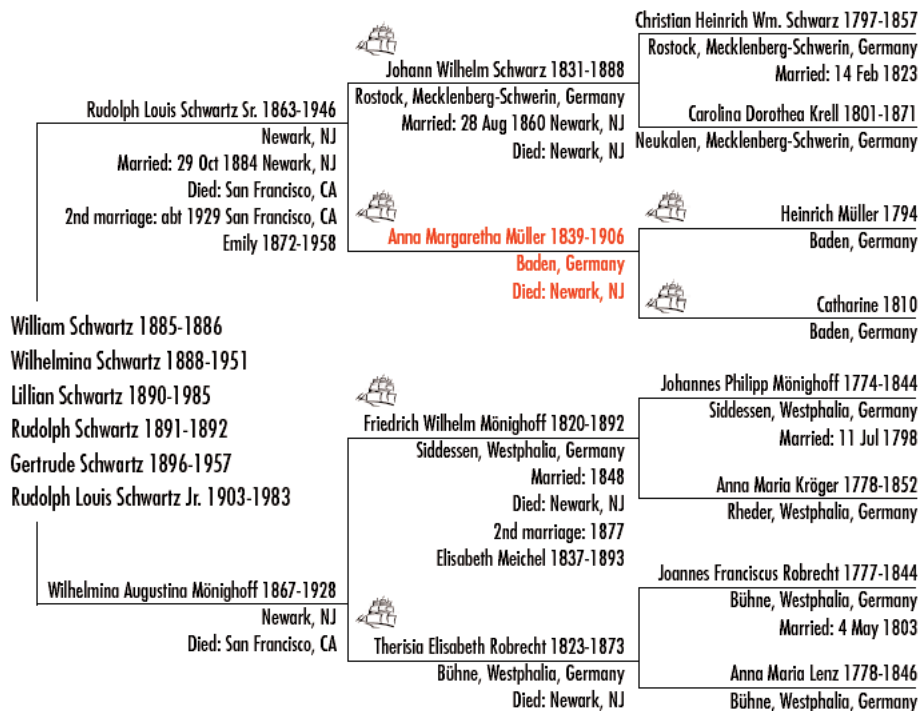 Christian Heinrich Wm. Schwarz 1797-1857
Rostock, Mecklenberg-Schwerin, Germany
Married: 14 Feb 1823
Johann Wilhelm Schwarz 1831-1888
Rostock, Mecklenberg-Schwerin, Germany
Married: 28 Aug 1860 Newark, NJ
Died: Newark, NJ
Carolina Dorothea Krell 1801-1871
Neukalen, Mecklenberg-Schwerin, Germany
Rudolph Louis Schwartz Sr. 1863-1946
Newark, NJ
Married: 29 Oct 1884 Newark, NJ
Died: San Francisco, CA
2nd marriage: abt 1929 San Francisco, CA
Emily 1872-1958
Heinrich Müller 1794
Baden, Germany
Anna Margaretha Müller 1839-1906
Baden, Germany
Died: Newark, NJ
Catharine 1810
Baden, Germany
William Schwartz 1885-1886
Wilhelmina Schwartz 1888-1951
Lillian Schwartz 1890-1985
Rudolph Schwartz 1891-1892
Gertrude Schwartz 1896-1957
Rudolph Louis Schwartz Jr. 1903-1983
Johannes Philipp Mönighoff 1774-1844
Siddessen, Westphalia, Germany
Married: 11 Jul 1798
Friedrich Wilhelm Mönighoff 1820-1892
Siddessen, Westphalia, Germany
Married: 1848
Died: Newark, NJ
2nd marriage: 1877
Elisabeth Meichel 1837-1893
Anna Maria Kröger 1778-1852
Rheder, Westphalia, Germany
Wilhelmina Augustina Mönighoff 1867-1928
Newark, NJ
Died: San Francisco, CA
Joannes Franciscus Robrecht 1777-1844
Bühne, Westphalia, Germany
Married: 4 May 1803
Therisia Elisabeth Robrecht 1823-1873
Bühne, Westphalia, Germany
Died: Newark, NJ
Anna Maria Lenz 1778-1846
Bühne, Westphalia, Germany